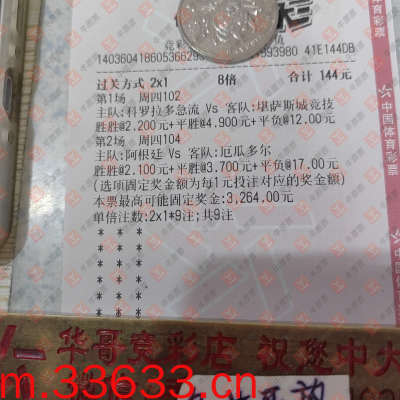 14036041860536629 993980 41E144DB
过关方式 2x1 8倍 合计 144元
第1场 周四102
主队:科罗拉多急流 Vs 客队:堪萨斯城竞技
胜胜@2.200元+平胜@4.900元+平负@12.00元
第2场 周四104
主队:阿根廷 Vs 客队:厄瓜多尔
胜胜@2.100元+平胜@3.700元+平负@17.00元
(选项固定奖金额为每1元投注对应的奖金额)
本票最高可能固定奖金:3,264.00元
单倍注数:2x1*9注;共9注
* * *
* * *
* * *
* * *
* * *
* * *
中国体育彩票
华哥竞彩店 祝您中大
m.33633.cn